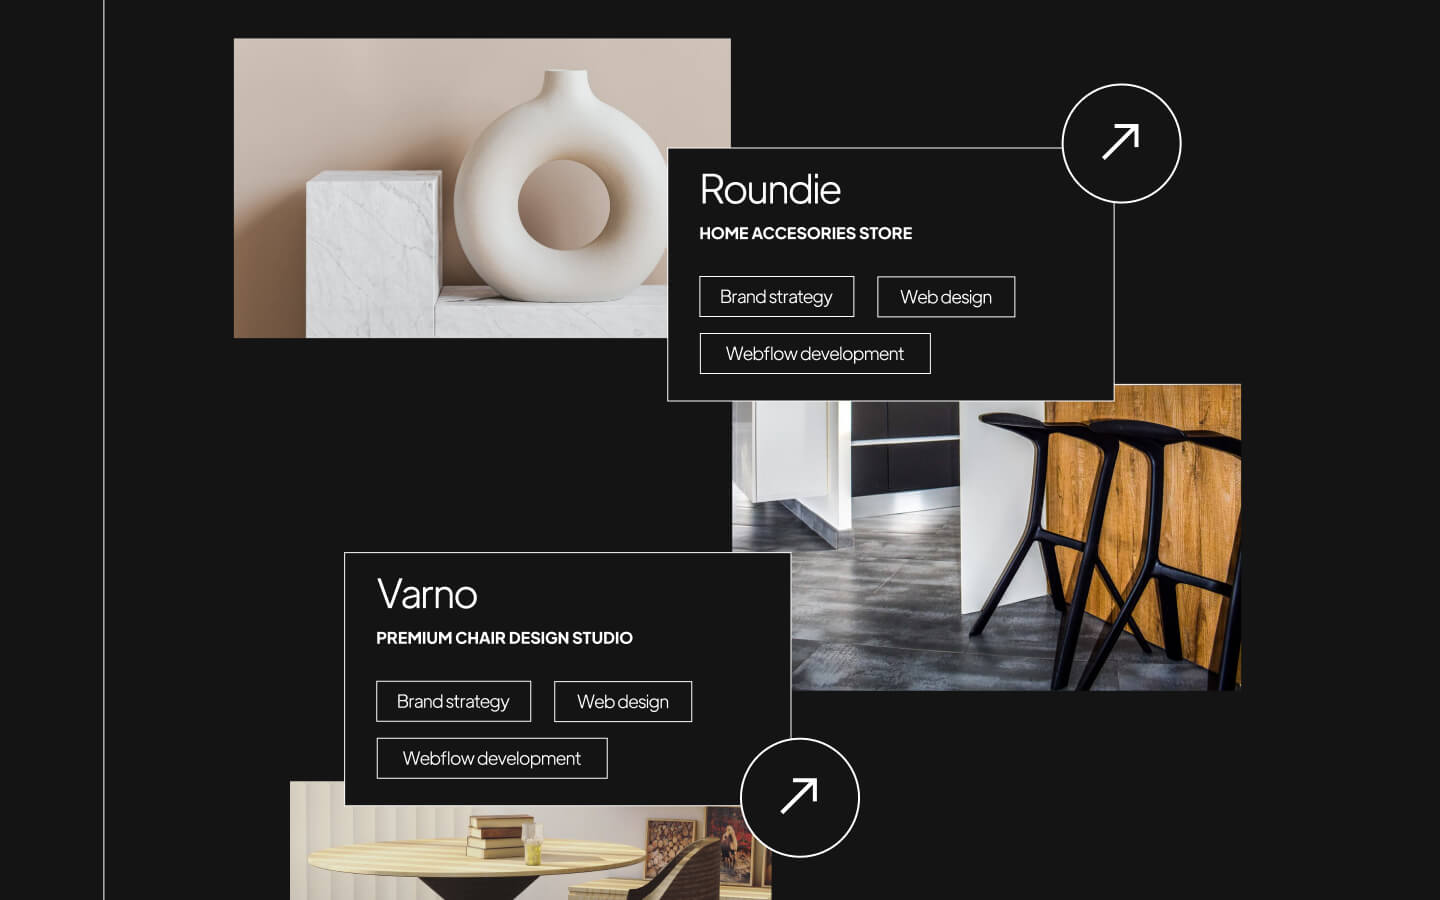 Roundie
HOME ACCESORIES STORE
Brand strategy
Web design
Webflow development
Varno
PREMIUM CHAIR DESIGN STUDIO
Brand strategy
Web design
Webflow development